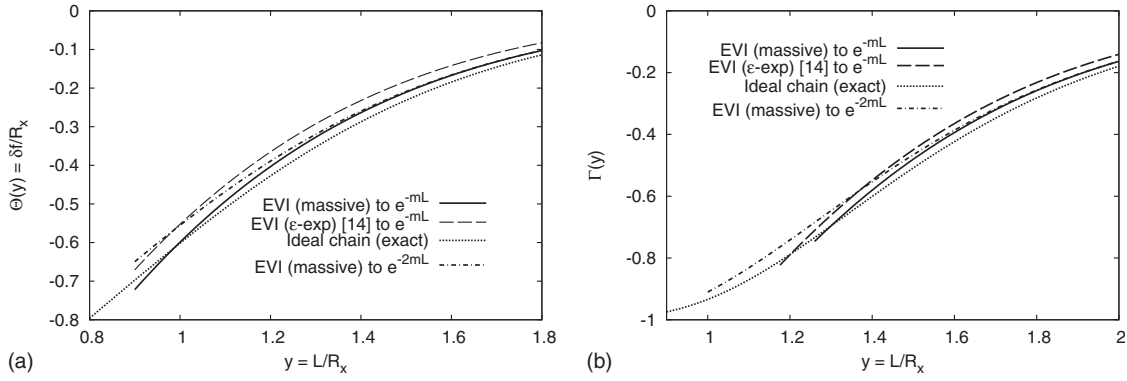 0
-0.1
-0.2
-0.3
-0.4
-0.5
-0.6
-0.7
-0.8
Θ(y) = δf/Rₓ
EVI (massive) to e^-mL
EVI (ε-exp) [14] to e^-mL
Ideal chain (exact)
EVI (massive) to e^-2mL
0.8 1 1.2 1.4 1.6 1.8
(a)
y = L/Rₓ
0
-0.2
-0.4
-0.6
-0.8
-1
Γ(y)
EVI (massive) to e^-mL
EVI (ε-exp) [14] to e^-mL
Ideal chain (exact)
EVI (massive) to e^-2mL
1 1.2 1.4 1.6 1.8 2
(b)
y = L/Rₓ